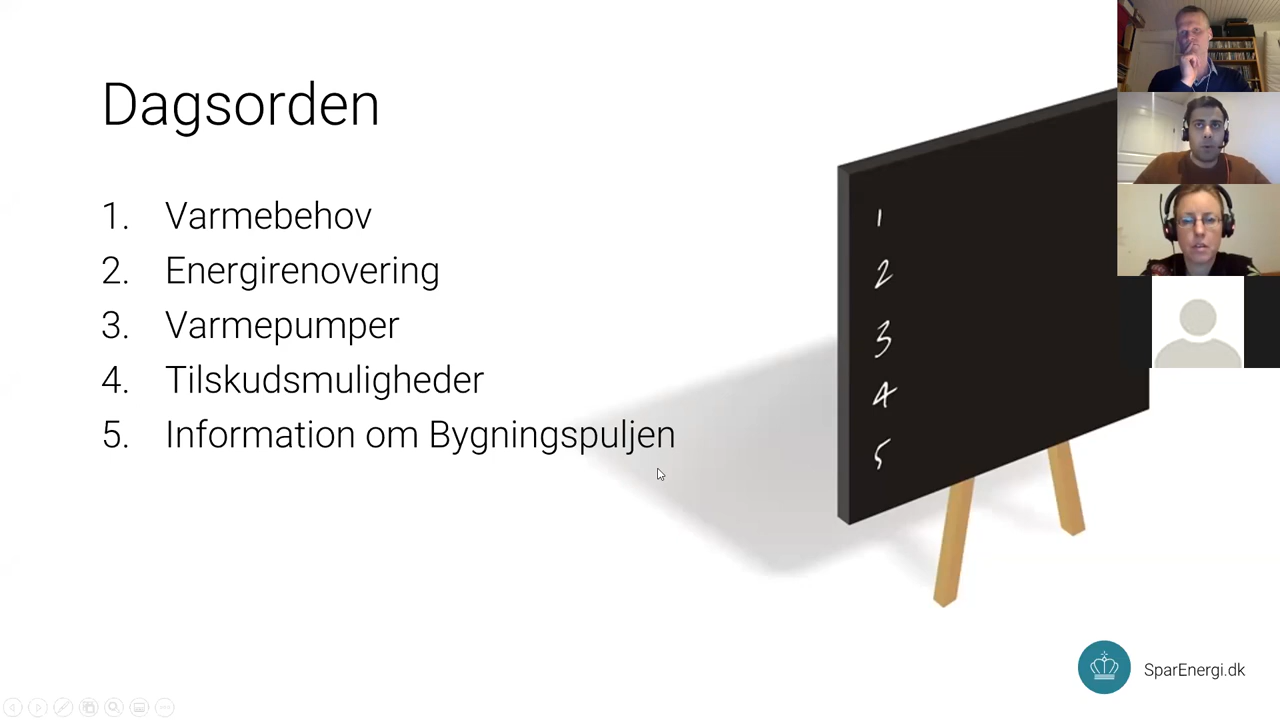 Dagsorden
1. Varmebehov
2. Energirenovering
3. Varmepumper
4. Tilskudsmuligheder
5. Information om Bygningspuljen
1
2
3
4
5
SparEnergi.dk